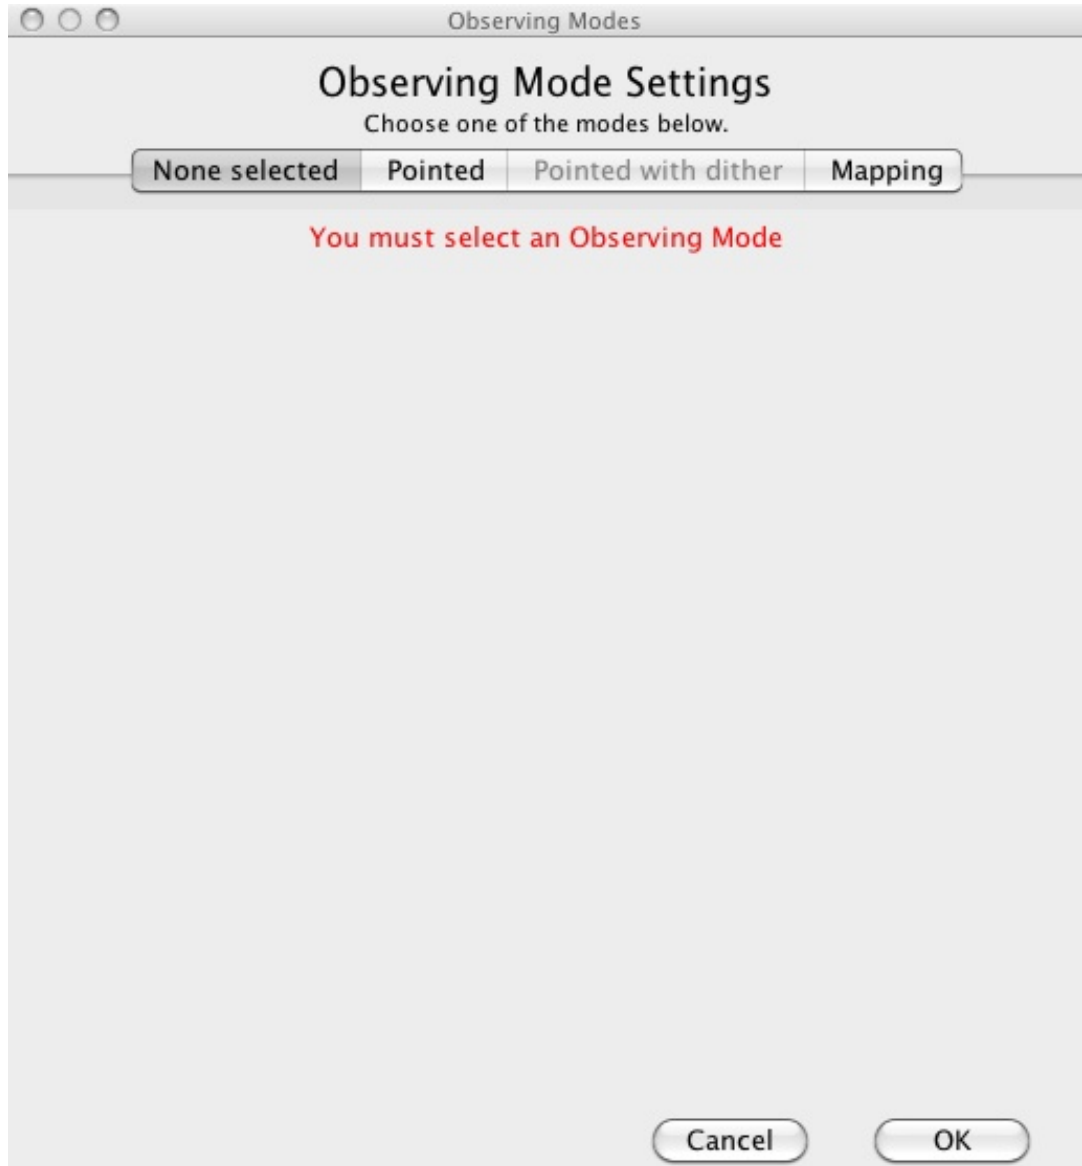 Observing Modes
Observing Mode Settings
Choose one of the modes below.
None selected Pointed Pointed with dither Mapping
You must select an Observing Mode
Cancel OK